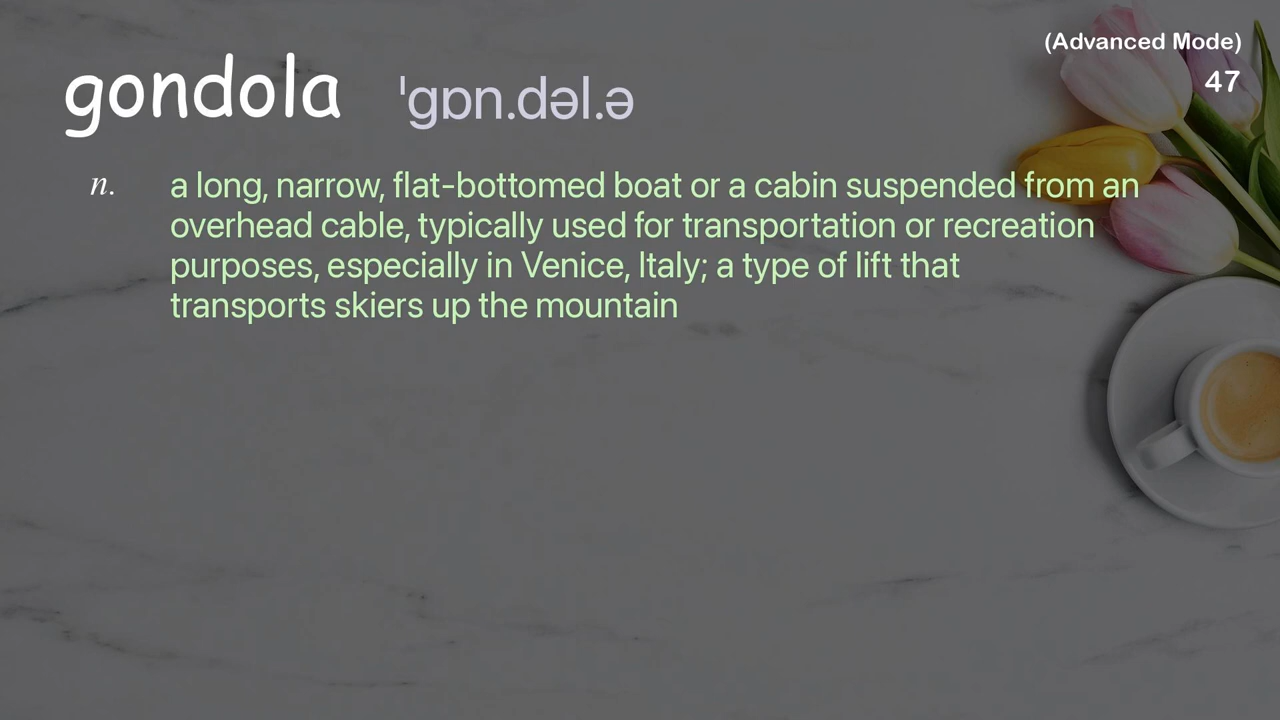 (Advanced Mode)
47
gondola ˈɡɒn.dəl.ə
n. a long, narrow, flat-bottomed boat or a cabin suspended from an
overhead cable, typically used for transportation or recreation
purposes, especially in Venice, Italy; a type of lift that
transports skiers up the mountain